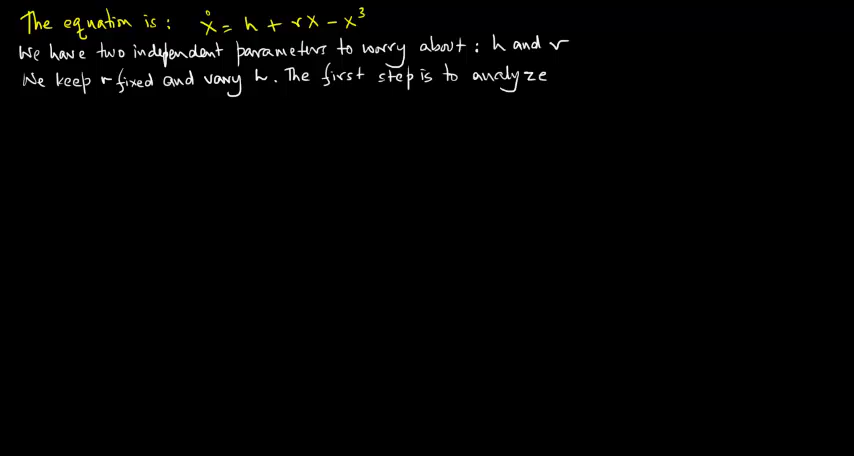 The equation is : ẋ = h + rx - x³
We have two independent parameters to worry about : h and r
We keep r fixed and vary h. The first step is to analyze